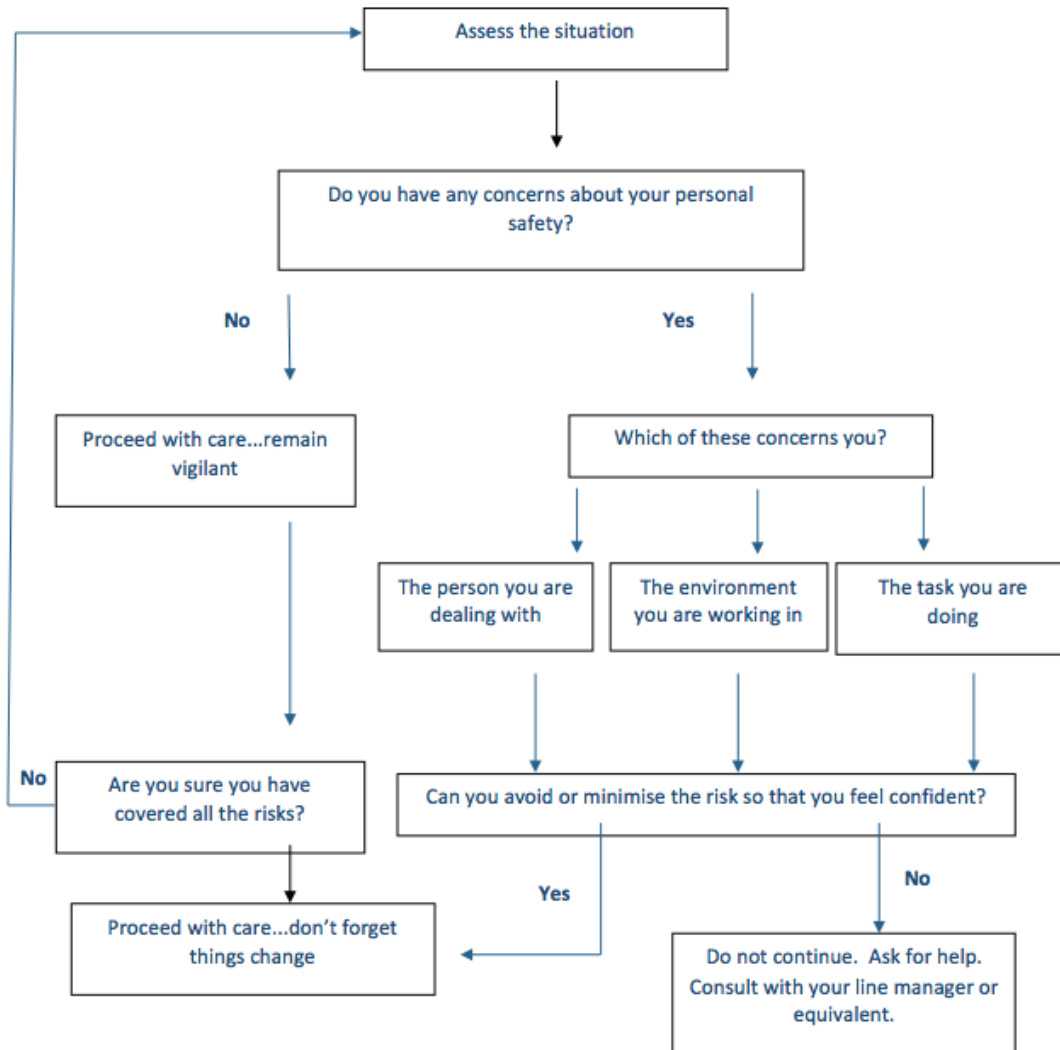 Assess the situation
Do you have any concerns about your personal
safety?
No
Yes
Proceed with care...remain
vigilant
Which of these concerns you?
The person you are
dealing with
The environment
you are working in
The task you are
doing
No
Are you sure you have
covered all the risks?
Can you avoid or minimise the risk so that you feel confident?
Yes
No
Proceed with care...don’t forget
things change
Do not continue.  Ask for help.
Consult with your line manager or
equivalent.